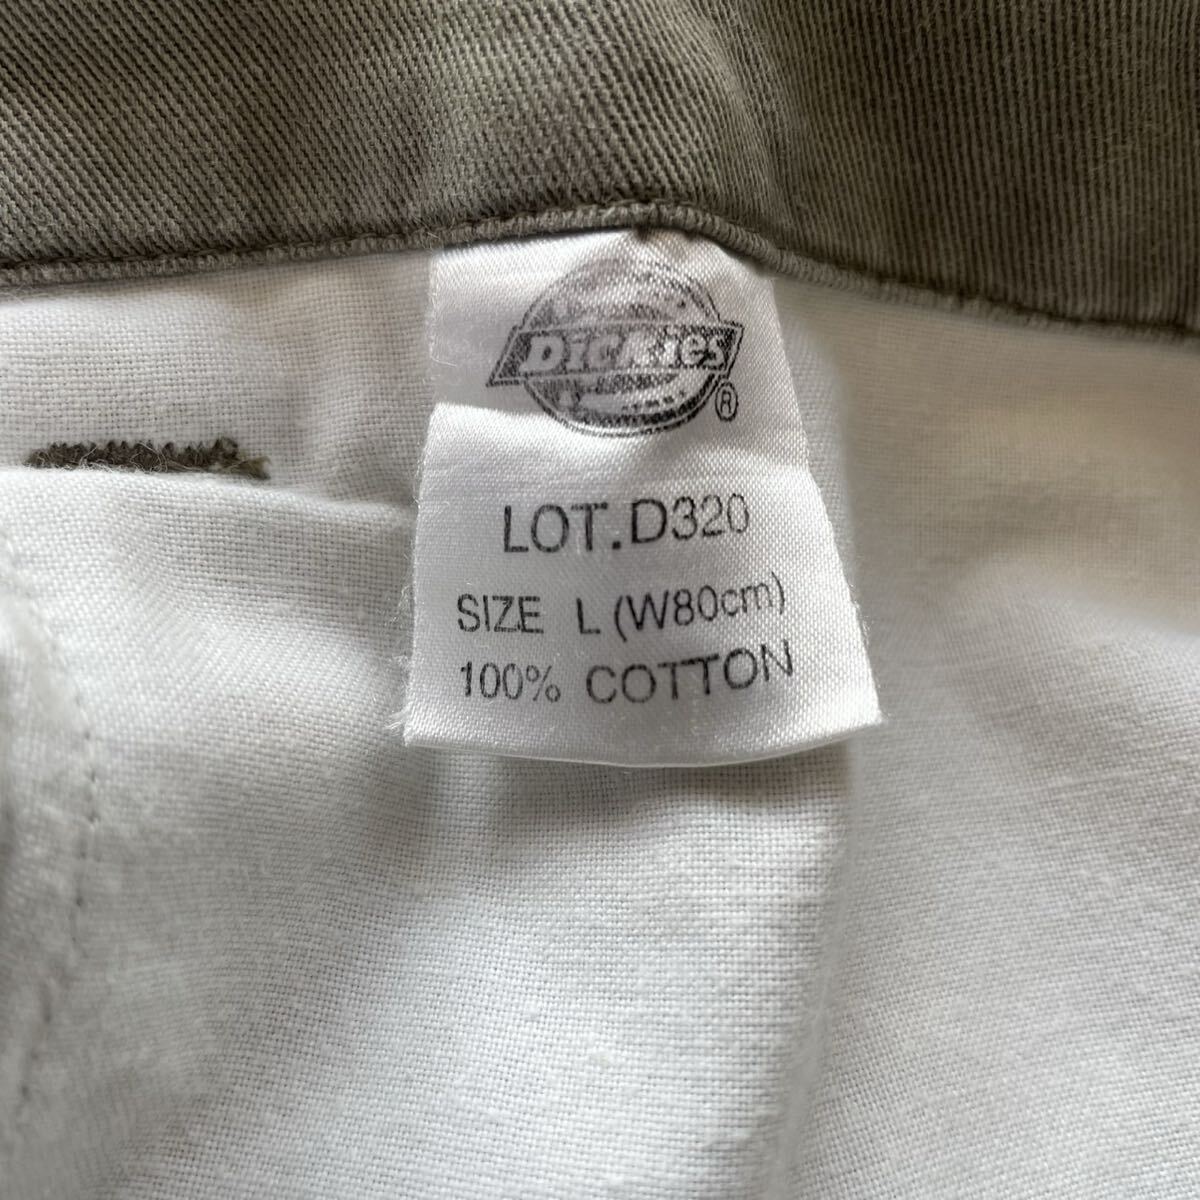 Dickies
®
LOT.D320
SIZE L (W80cm)
100% COTTON